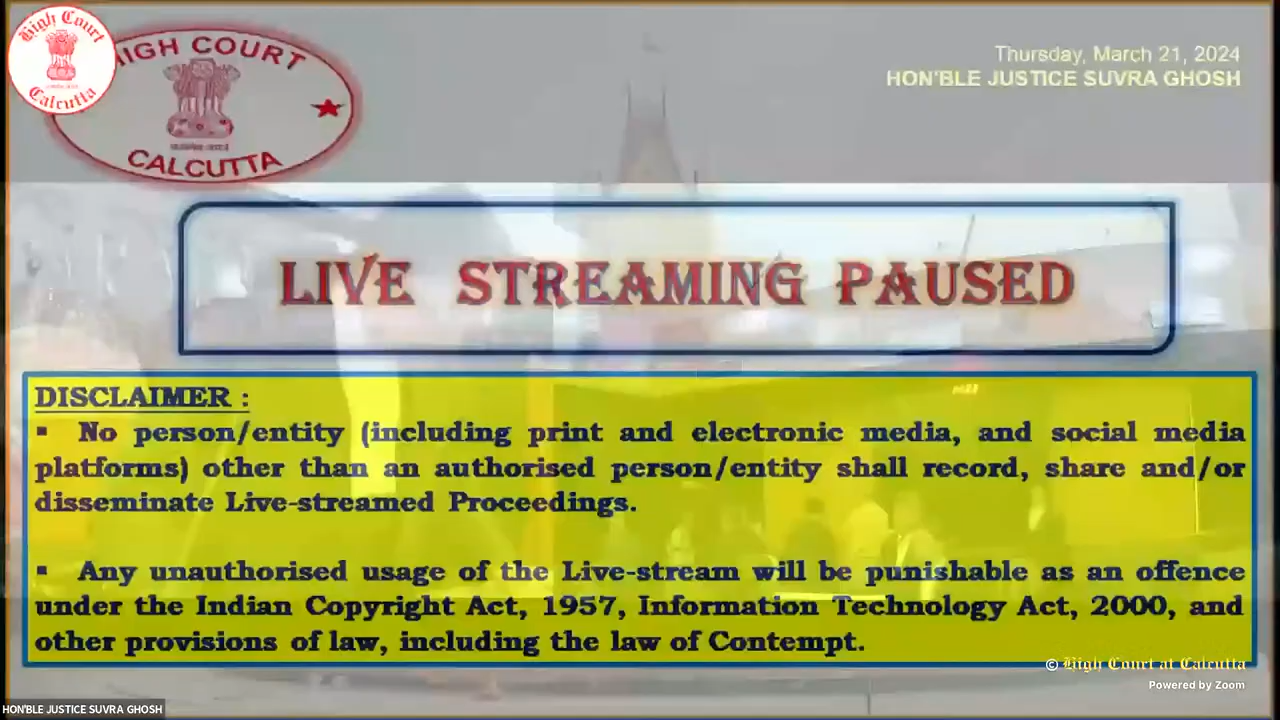 High Court
Calcutta
HIGH COURT
CALCUTTA
Thursday, March 21, 2024
HON'BLE JUSTICE SUVRA GHOSH
LIVE STREAMING PAUSED
DISCLAIMER :
▪ No person/entity (including print and electronic media, and social media
platforms) other than an authorised person/entity shall record, share and/or
disseminate Live-streamed Proceedings.
▪ Any unauthorised usage of the Live-stream will be punishable as an offence
under the Indian Copyright Act, 1957, Information Technology Act, 2000, and
other provisions of law, including the law of Contempt.
© High Court at Calcutta
Powered by Zoom
HON'BLE JUSTICE SUVRA GHOSH